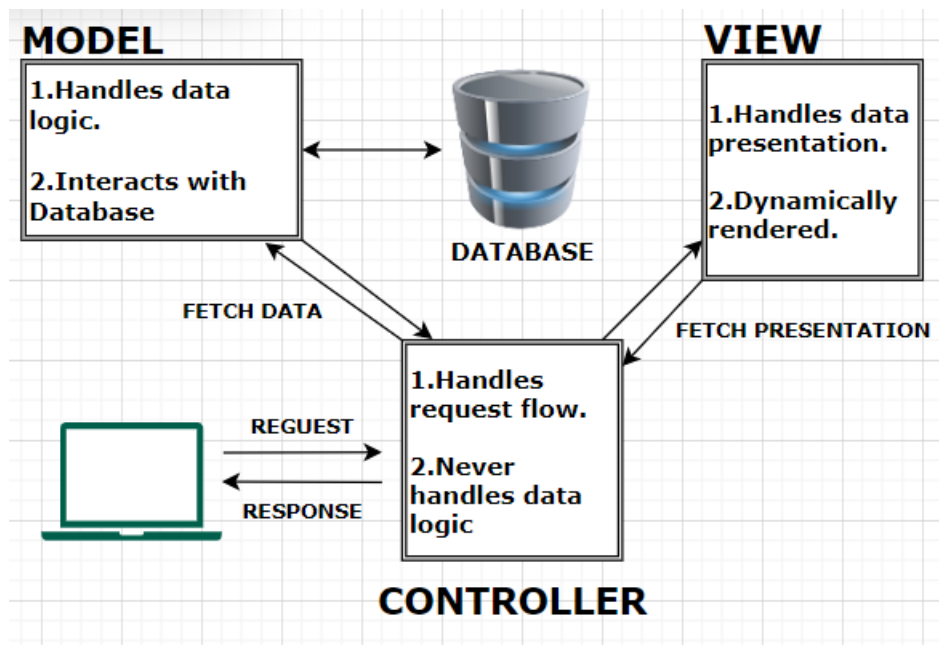 MODEL
1.Handles data
logic.
2.Interacts with
Database
DATABASE
VIEW
1.Handles data
presentation.
2.Dynamically
rendered.
FETCH DATA
FETCH PRESENTATION
REGUEST
RESPONSE
1.Handles
request flow.
2.Never
handles data
logic
CONTROLLER